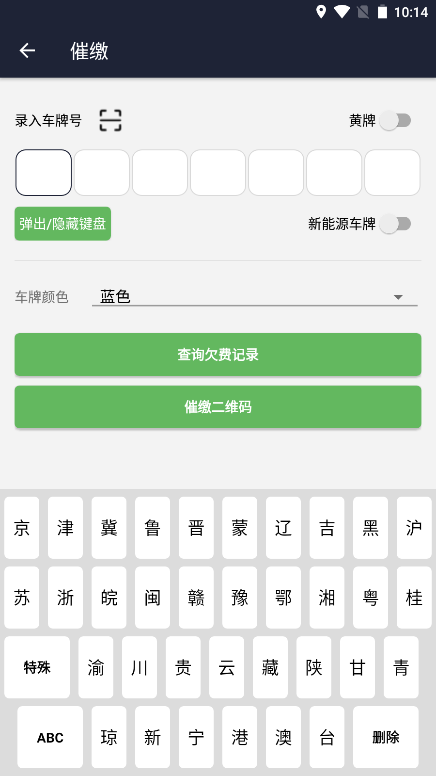 10:14
催缴
录入车牌号 黄牌
弹出/隐藏键盘 新能源车牌
车牌颜色 蓝色
查询欠费记录
催缴二维码
京 津 冀 鲁 晋 蒙 辽 吉 黑 沪
苏 浙 皖 闽 赣 豫 鄂 湘 粤 桂
特殊 渝 川 贵 云 藏 陕 甘 青
ABC 琼 新 宁 港 澳 台 删除